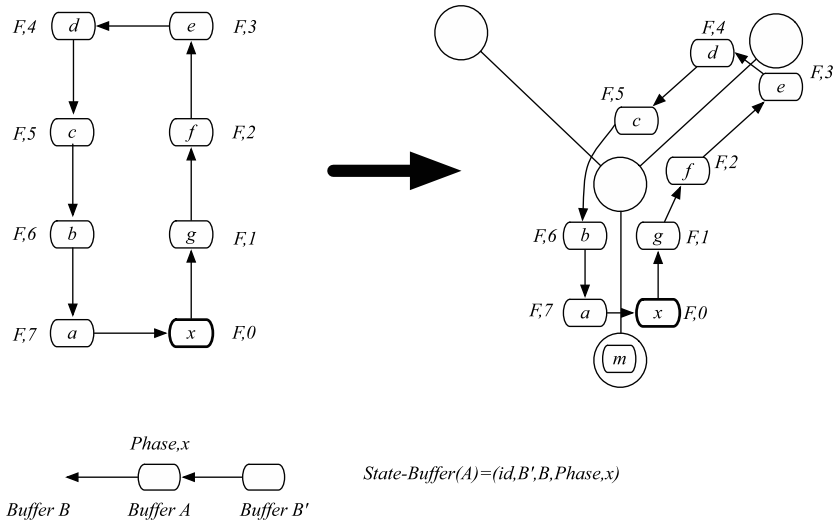 F,4 d e F,3
F,5 c f F,2
F,6 b g F,1
F,7 a x F,0
F,4
d
F,3
e
F,5
c
f F,2
F,6 b g F,1
F,7 a x F,0
m
Phase,x
State-Buffer(A)=(id,B',B,Phase,x)
Buffer B Buffer A Buffer B'